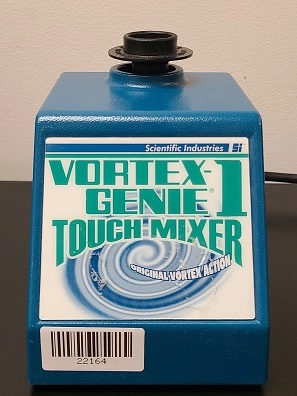 Scientific Industries SI
VORTEX-
GENIE® 1
TOUCH MIXER
ORIGINAL VORTEX ACTION
22164